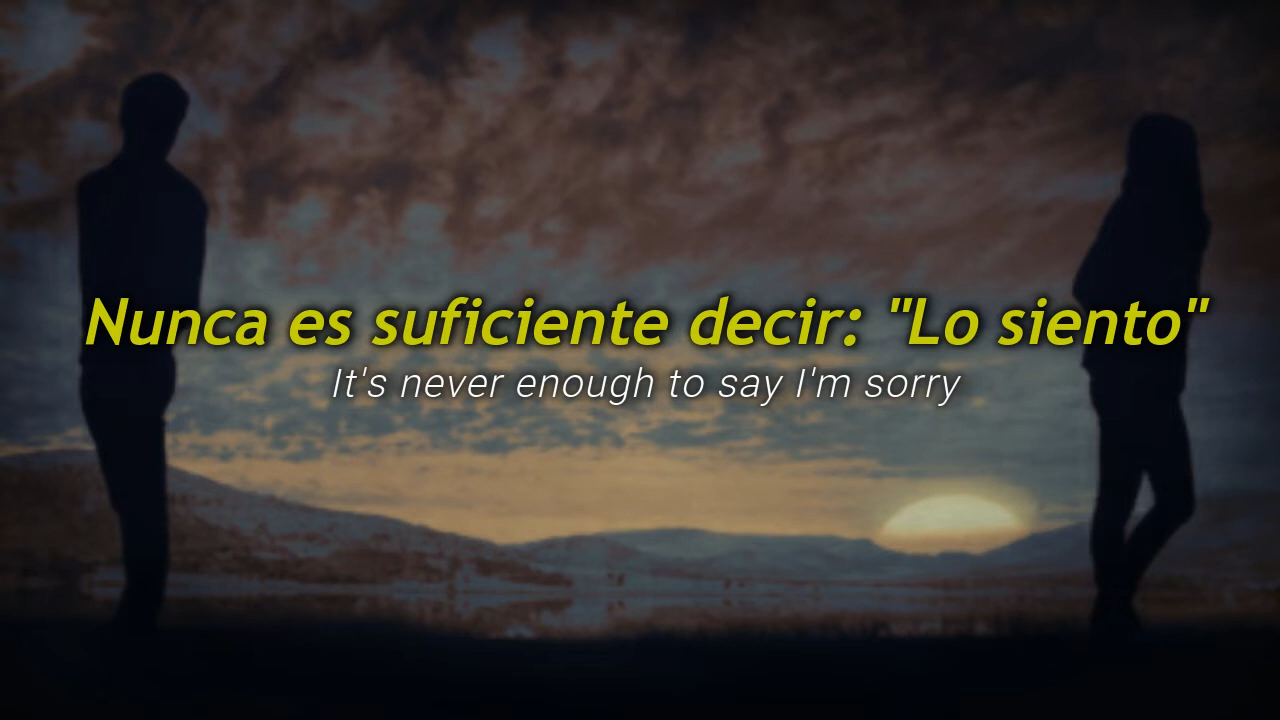 Nunca es suficiente decir: "Lo siento"
It's never enough to say I'm sorry